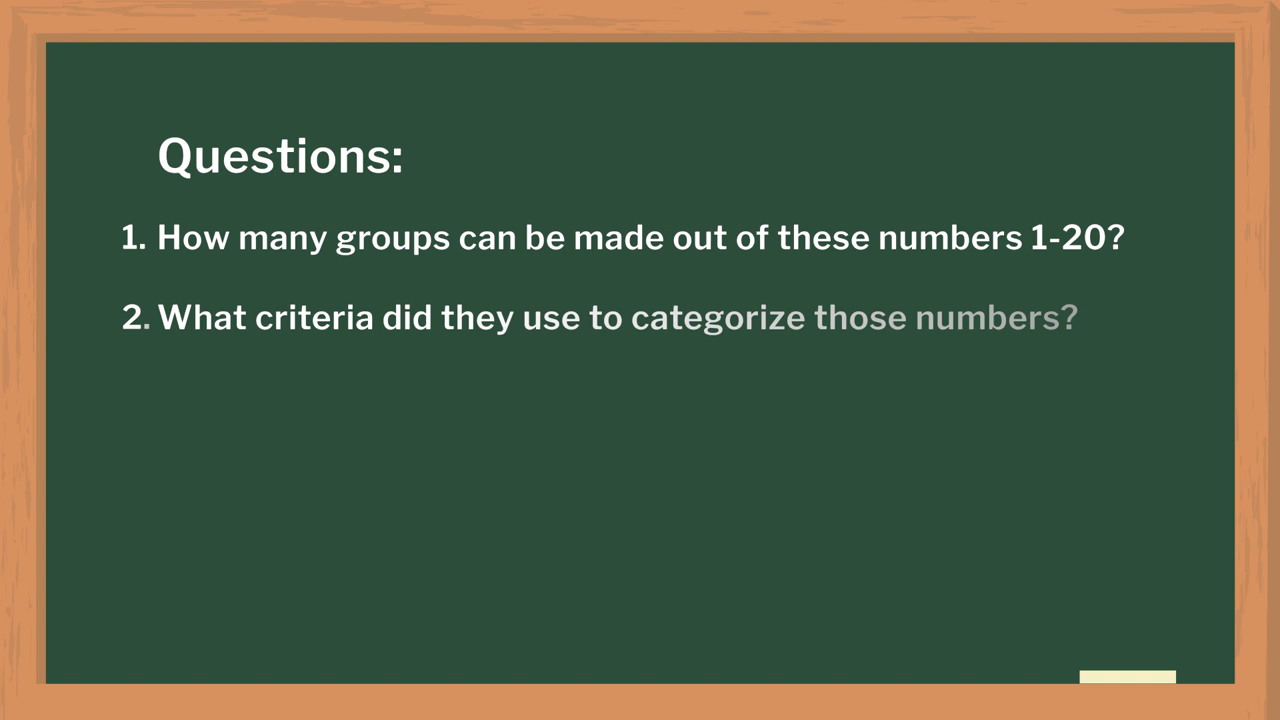 Questions:
1. How many groups can be made out of these numbers 1-20?
2. What criteria did they use to categorize those numbers?